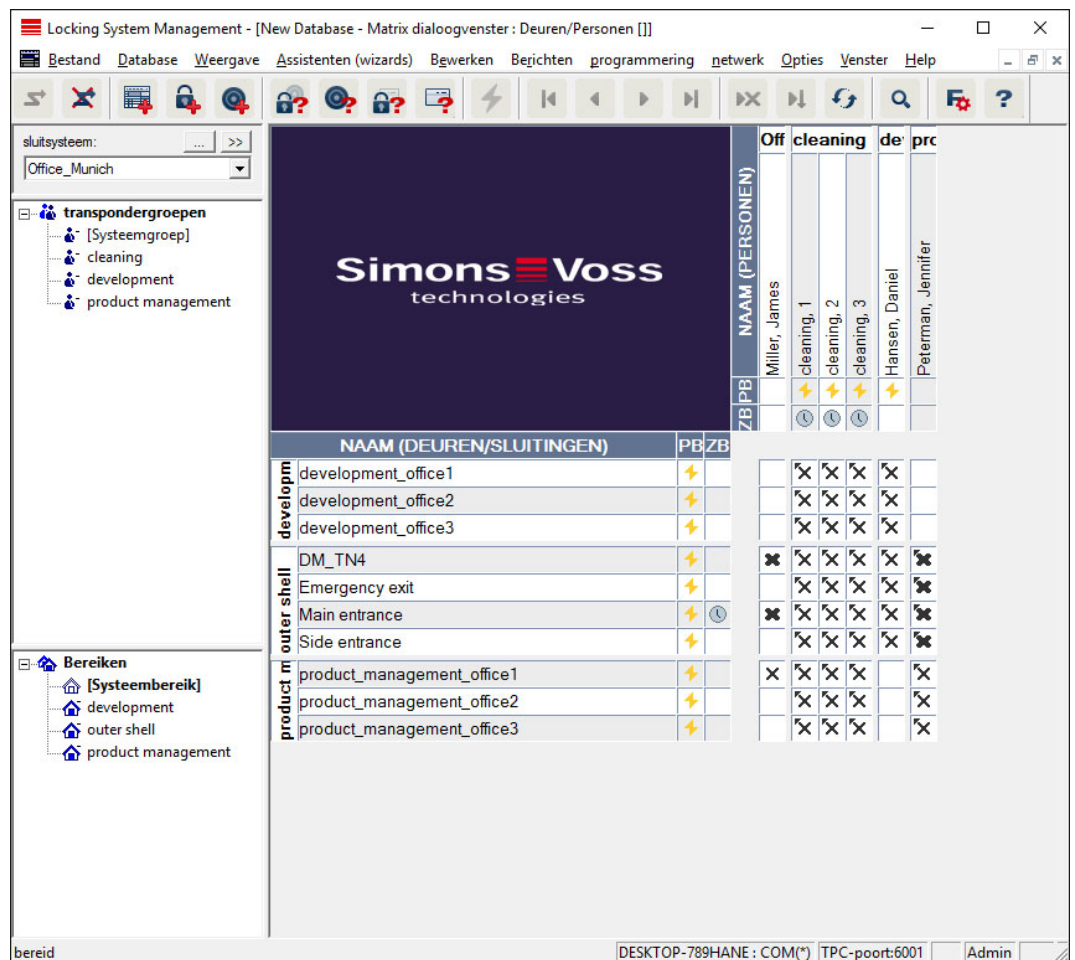 Locking System Management - [New Database - Matrix dialoogvenster : Deuren/Personen []]
Bestand Database Weergave Assistenten (wizards) Bewerken Berichten programmering netwerk Opties Venster Help
sluitsysteem:
... >>
Office_Munich
transpondergroepen
[Systeemgroep]
cleaning
development
product management
Bereiken
[Systeembereik]
development
outer shell
product management
Simons Voss
technologies
NAAM (PERSONEN)
PB
ZB
Off cleaning de pro
Miller, James
cleaning, 1
cleaning, 2
cleaning, 3
Hansen, Daniel
Peterman, Jennifer
NAAM (DEUREN/SLUITINGEN) PB ZB
developm
development_office1
development_office2
development_office3
outer shell
DM_TN4
Emergency exit
Main entrance
Side entrance
product m
product_management_office1
product_management_office2
product_management_office3
bereid
DESKTOP-789HANE : COM(*) TPC-poort:6001 Admin